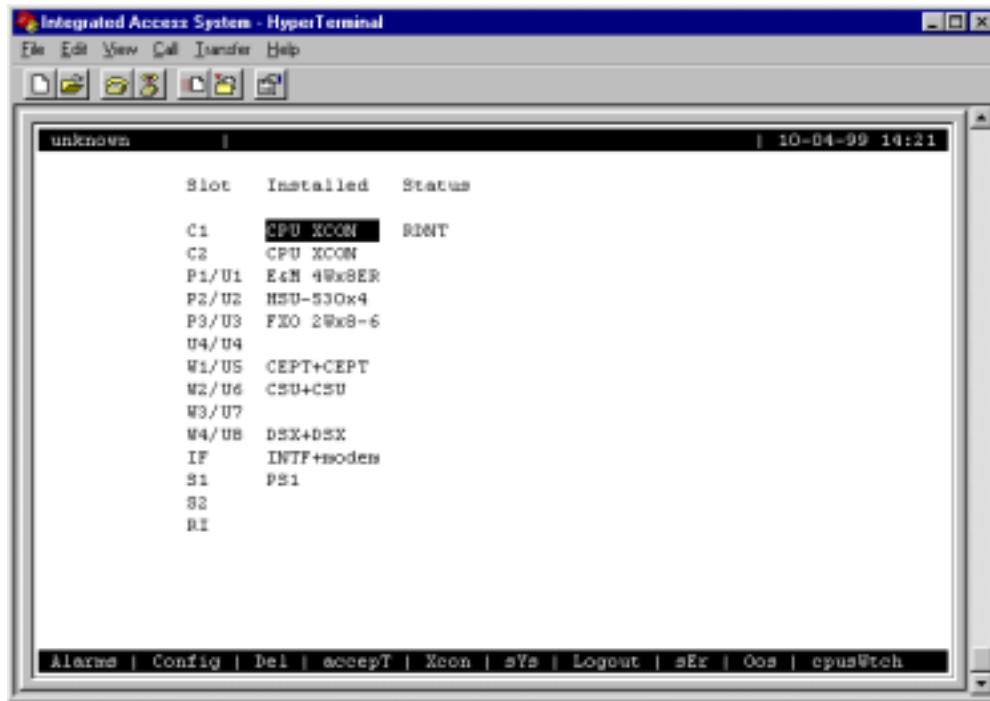 Integrated Access System - HyperTerminal
File Edit View Call Transfer Help
unknown | | 10-04-99 14:21
Slot Installed Status
C1 CPU XCON RDNT
C2 CPU XCON
P1/U1 E&M 4Wx8ER
P2/U2 HSU-530x4
P3/U3 FXO 2Wx8-6
U4/U4
W1/U5 CEPT+CEPT
W2/U6 CSU+CSU
W3/U7
W4/U8 DSX+DSX
IF INTF+modem
S1 PS1
S2
RI
Alarms | Config | Del | accepT | Xcon | sYs | Logout | sEr | Oos | cpusWtch